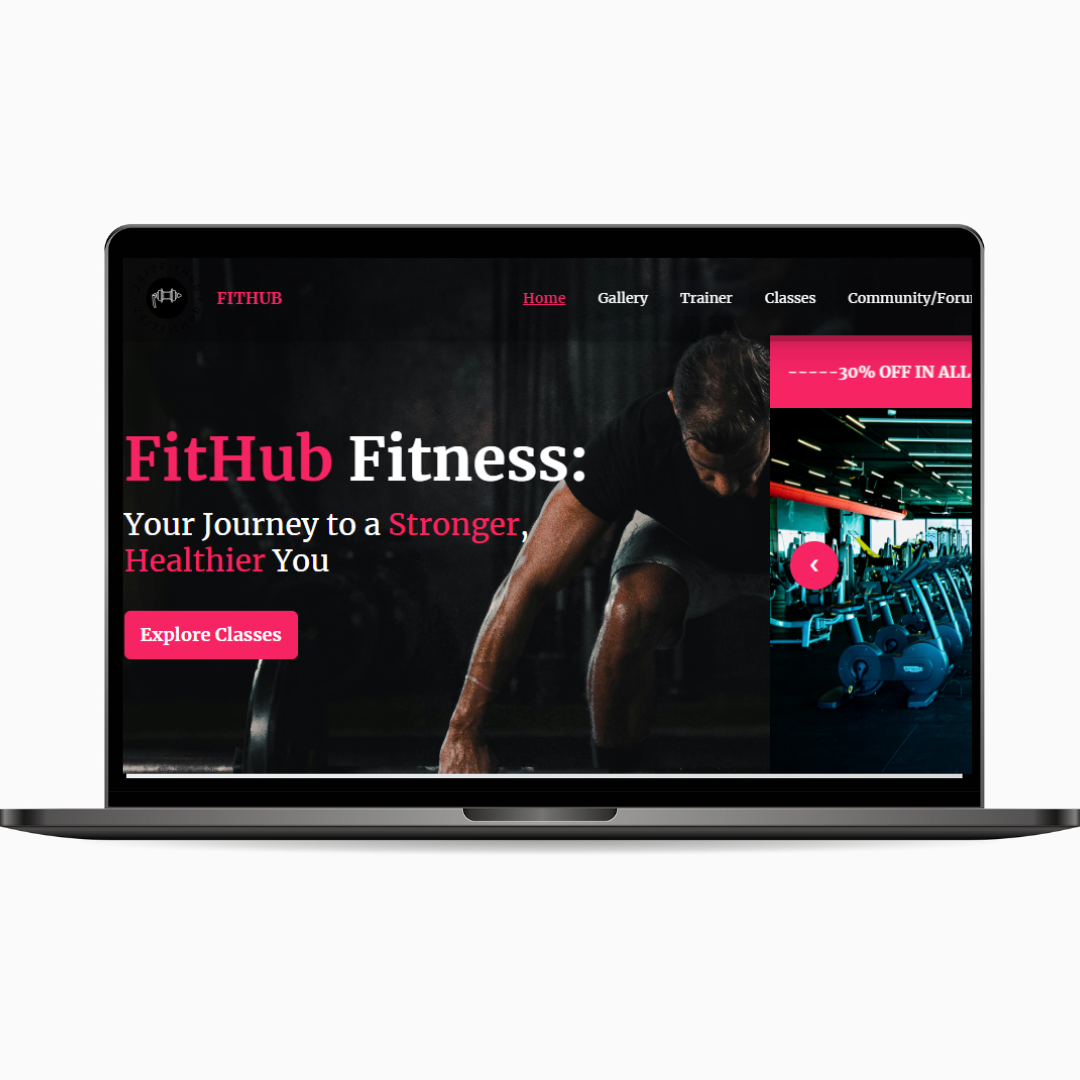 FITHUB
Home Gallery Trainer Classes Community/Foru
-----30% OFF IN ALL
FitHub Fitness:
Your Journey to a Stronger,
Healthier You
Explore Classes